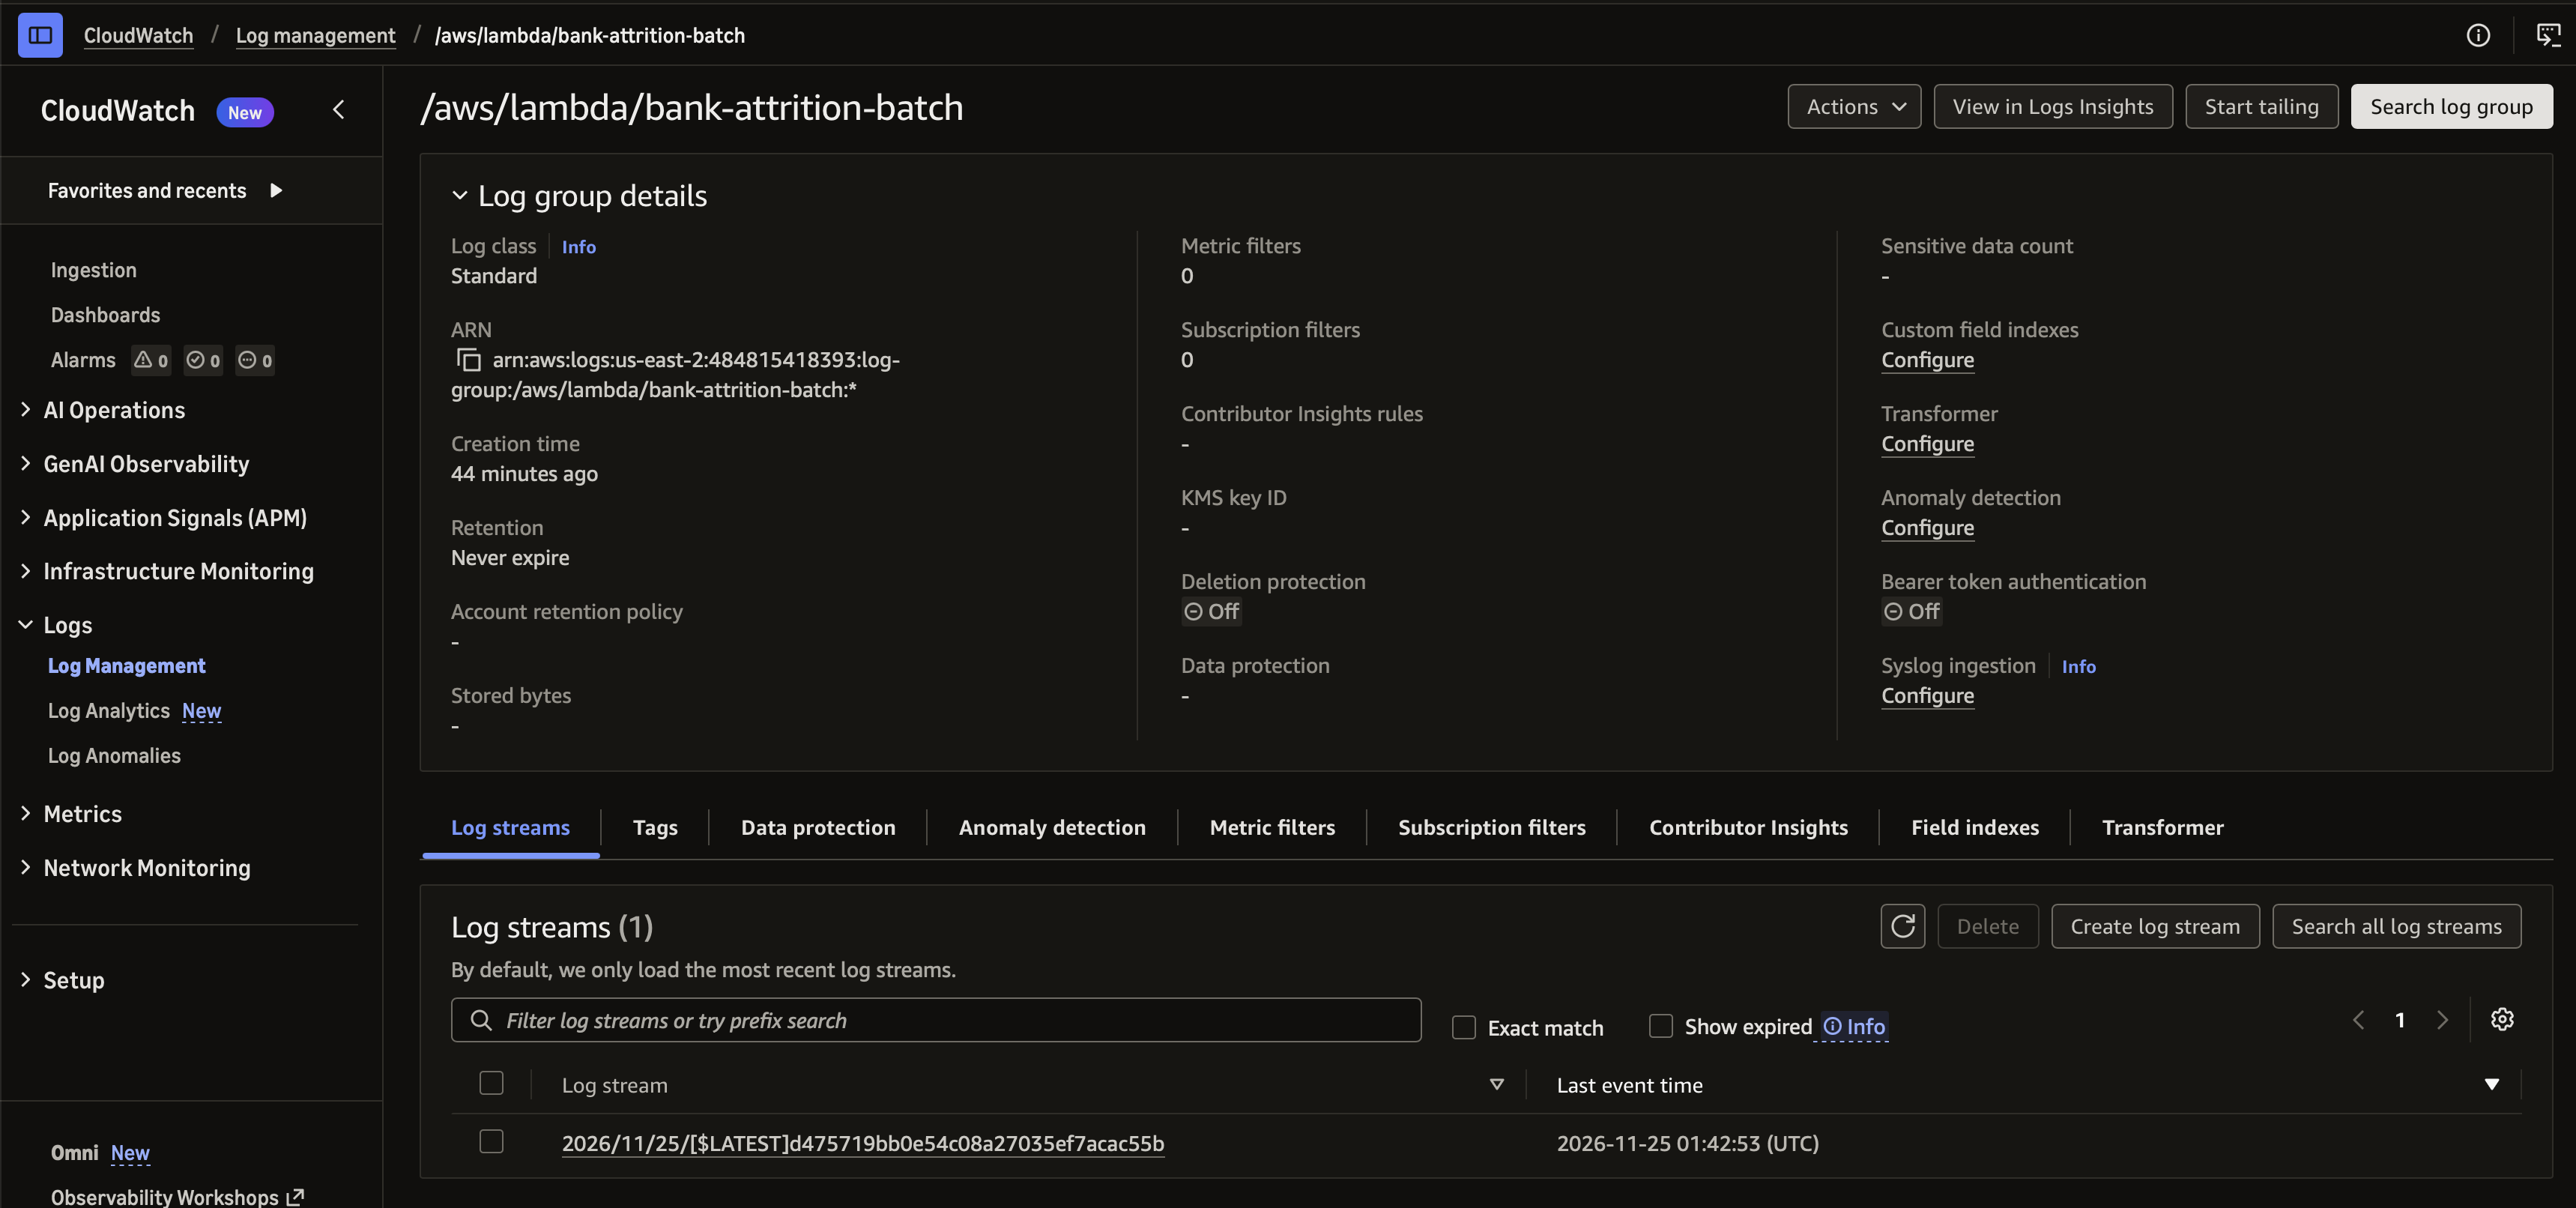 CloudWatch / Log management / /aws/lambda/bank-attrition-batch
CloudWatch New
Favorites and recents
Ingestion
Dashboards
Alarms 0 0 0
AI Operations
GenAI Observability
Application Signals (APM)
Infrastructure Monitoring
Logs
Log Management
Log Analytics New
Log Anomalies
Metrics
Network Monitoring
Setup
Omni New
Observability Workshops
/aws/lambda/bank-attrition-batch
Actions
View in Logs Insights
Start tailing
Search log group
Log group details
Log class Info
Standard
ARN
arn:aws:logs:us-east-2:484815418393:log-
group:/aws/lambda/bank-attrition-batch:*
Creation time
44 minutes ago
Retention
Never expire
Account retention policy
-
Stored bytes
-
Metric filters
0
Subscription filters
0
Contributor Insights rules
-
KMS key ID
-
Deletion protection
Off
Data protection
-
Sensitive data count
-
Custom field indexes
Configure
Transformer
Configure
Anomaly detection
Configure
Bearer token authentication
Off
Syslog ingestion Info
Configure
Log streams
Tags
Data protection
Anomaly detection
Metric filters
Subscription filters
Contributor Insights
Field indexes
Transformer
Log streams (1)
By default, we only load the most recent log streams.
Delete
Create log stream
Search all log streams
Filter log streams or try prefix search
Exact match
Show expired Info
1
Log stream
Last event time
2026/11/25/[$LATEST]d475719bb0e54c08a27035ef7acac55b
2026-11-25 01:42:53 (UTC)